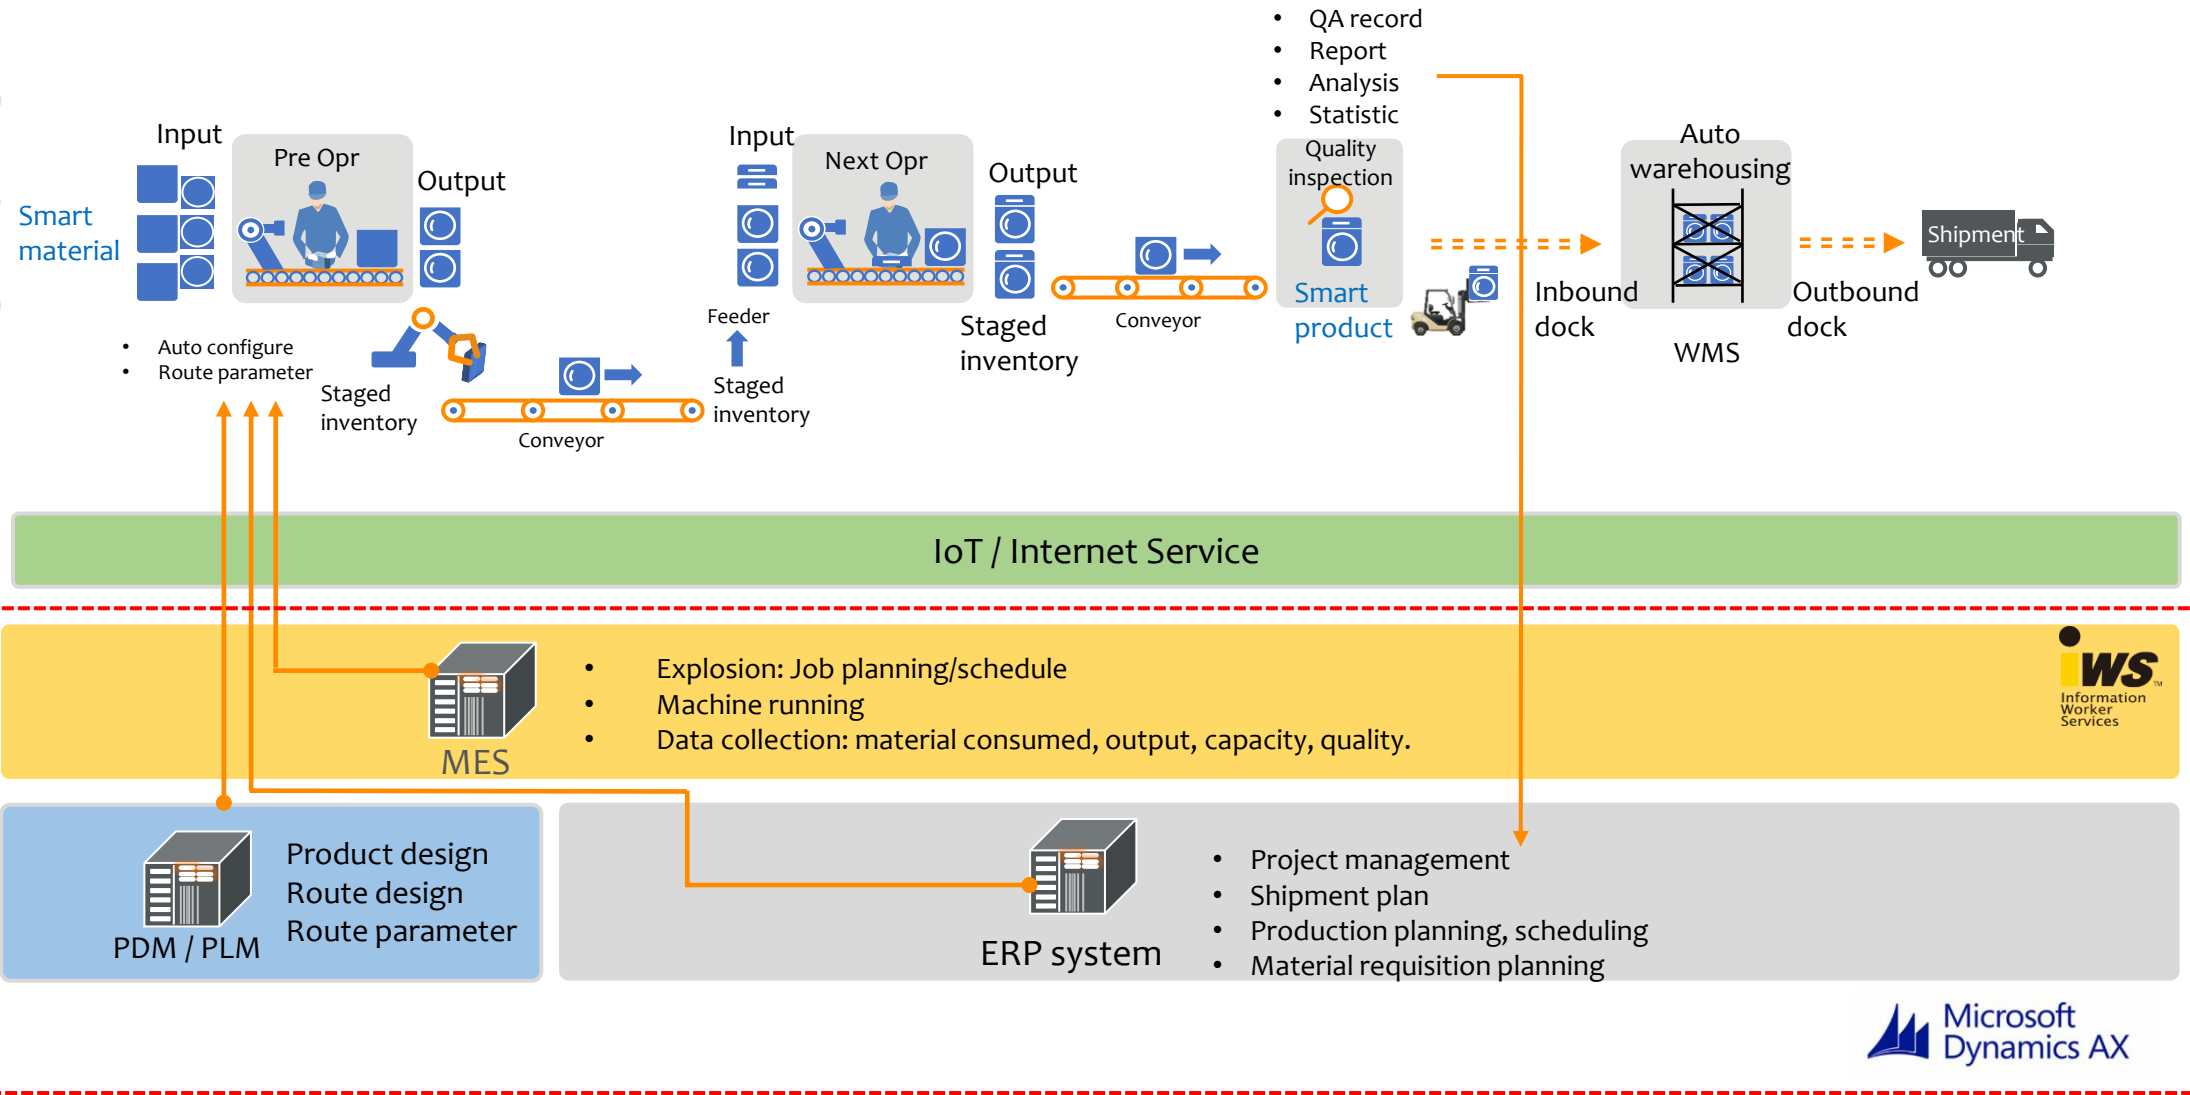 • QA record
• Report
• Analysis
• Statistic
Input
Pre Opr
Output
Smart
material
• Auto configure
• Route parameter
Staged
inventory
Conveyor
Input
Next Opr
Output
Feeder
Staged
inventory
Staged
inventory
Conveyor
Quality
inspection
Smart
product
Inbound
dock
Auto
warehousing
WMS
Outbound
dock
Shipment
IoT / Internet Service
MES
• Explosion: Job planning/schedule
• Machine running
• Data collection: material consumed, output, capacity, quality.
iWS™
Information
Worker
Services
PDM / PLM
Product design
Route design
Route parameter
ERP system
• Project management
• Shipment plan
• Production planning, scheduling
• Material requisition planning
Microsoft
Dynamics AX